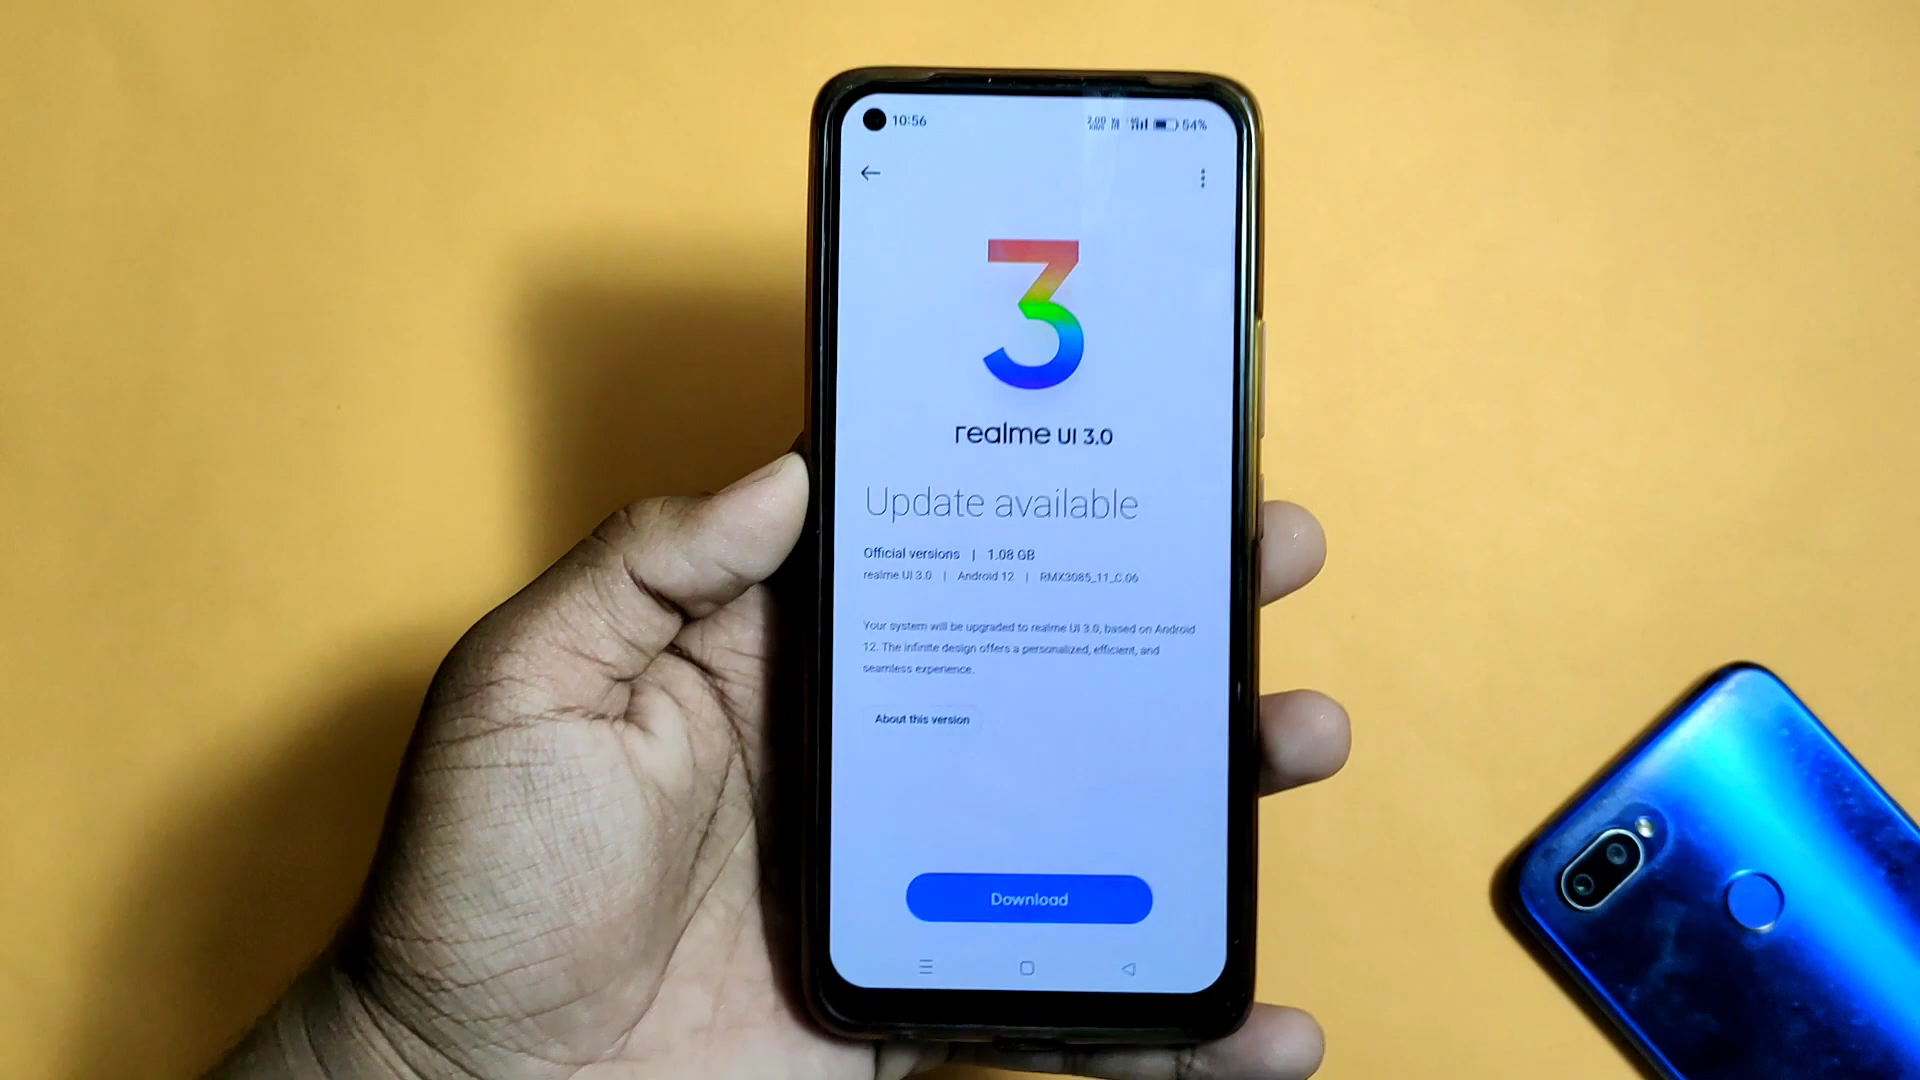 10:56
54%
3
realme UI 3.0
Update available
Official versions | 1.08 GB
realme UI 3.0 | Android 12 | RMX3085_11_C.06
Your system will be upgraded to realme UI 3.0, based on Android
12. The infinite design offers a personalized, efficient, and
seamless experience.
About this version
Download